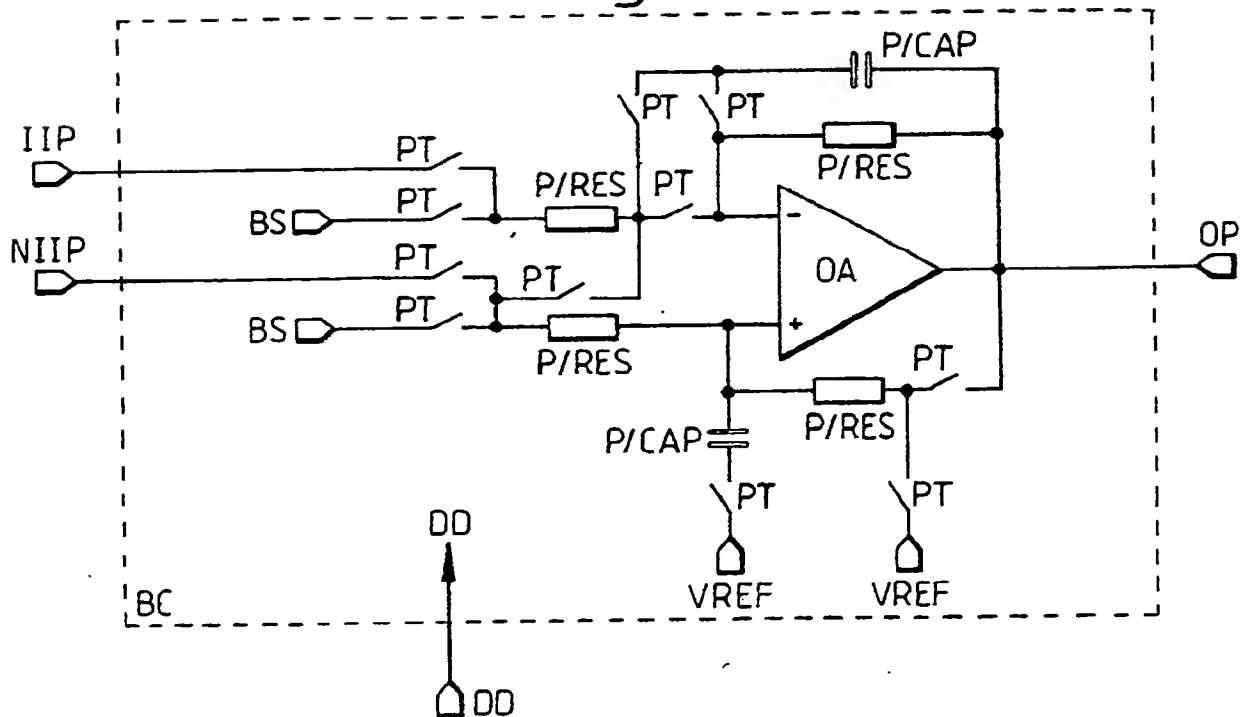 P/CAP
PT PT
IIP
PT
P/RES
P/RES
PT
BS
PT
NIIP
PT
OP
OA
PT
BS
PT
P/RES
PT
P/RES
P/CAP
PT
PT
DD
VREF
VREF
BC
DD